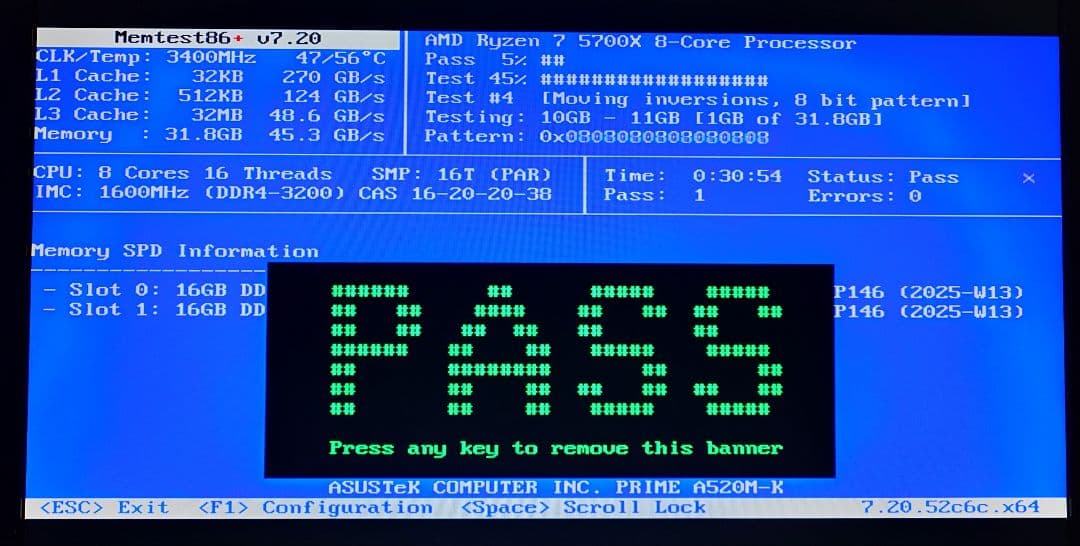 Memtest86+ v7.20
CLK/Temp: 3400MHz 47/56°C
L1 Cache: 32KB 270 GB/s
L2 Cache: 512KB 124 GB/s
L3 Cache: 32MB 48.6 GB/s
Memory : 31.8GB 45.3 GB/s
AMD Ryzen 7 5700X 8-Core Processor
Pass 5% ##
Test 45% ##################
Test #4 [Moving inversions, 8 bit pattern]
Testing: 10GB - 11GB [1GB of 31.8GB]
Pattern: 0x0808080808080808
CPU: 8 Cores 16 Threads SMP: 16T (PAR)
IMC: 1600MHz (DDR4-3200) CAS 16-20-20-38
Time: 0:30:54 Status: Pass ×
Pass: 1 Errors: 0
Memory SPD Information
- Slot 0: 16GB DD P146 (2025-W13)
- Slot 1: 16GB DD P146 (2025-W13)
PASS
Press any key to remove this banner
ASUSTeK COMPUTER INC. PRIME A520M-K
<ESC> Exit <F1> Configuration <Space> Scroll Lock 7.20.52c6c.x64